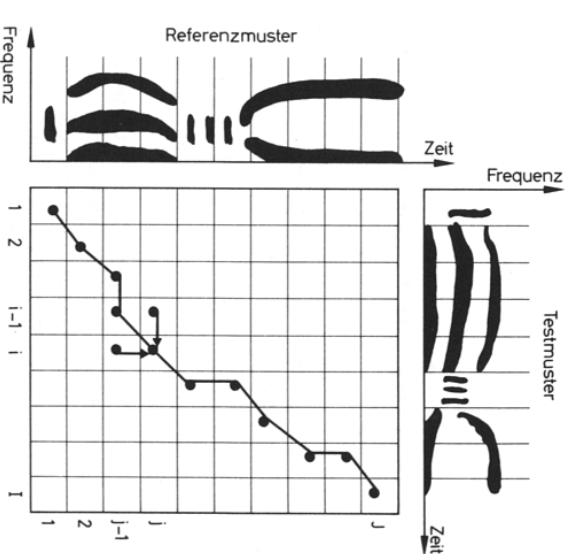 Referenzmuster
Frequenz
Zeit
Frequenz
1
2
i-1
i
I
Testmuster
1
2
j-1
j
J
Zeit